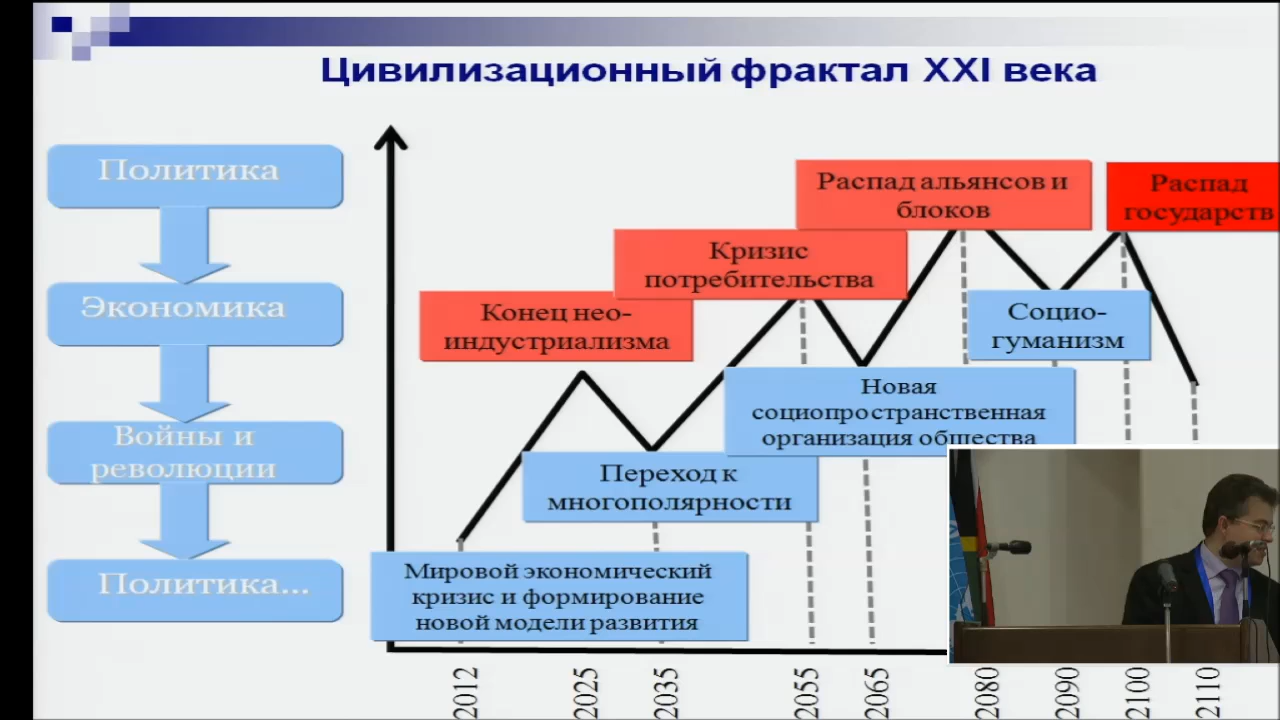 Цивилизационный фрактал XXI века
Политика
Экономика
Войны и
революции
Политика...
Распад альянсов и
блоков
Распад
государств
Кризис
потребительства
Конец нео-
индустриализма
Социо-
гуманизм
Новая
социопространственная
организация общества
Переход к
многополярности
Мировой экономический
кризис и формирование
новой модели развития
2012
2025
2035
2055
2065
2080
2090
2100
2110